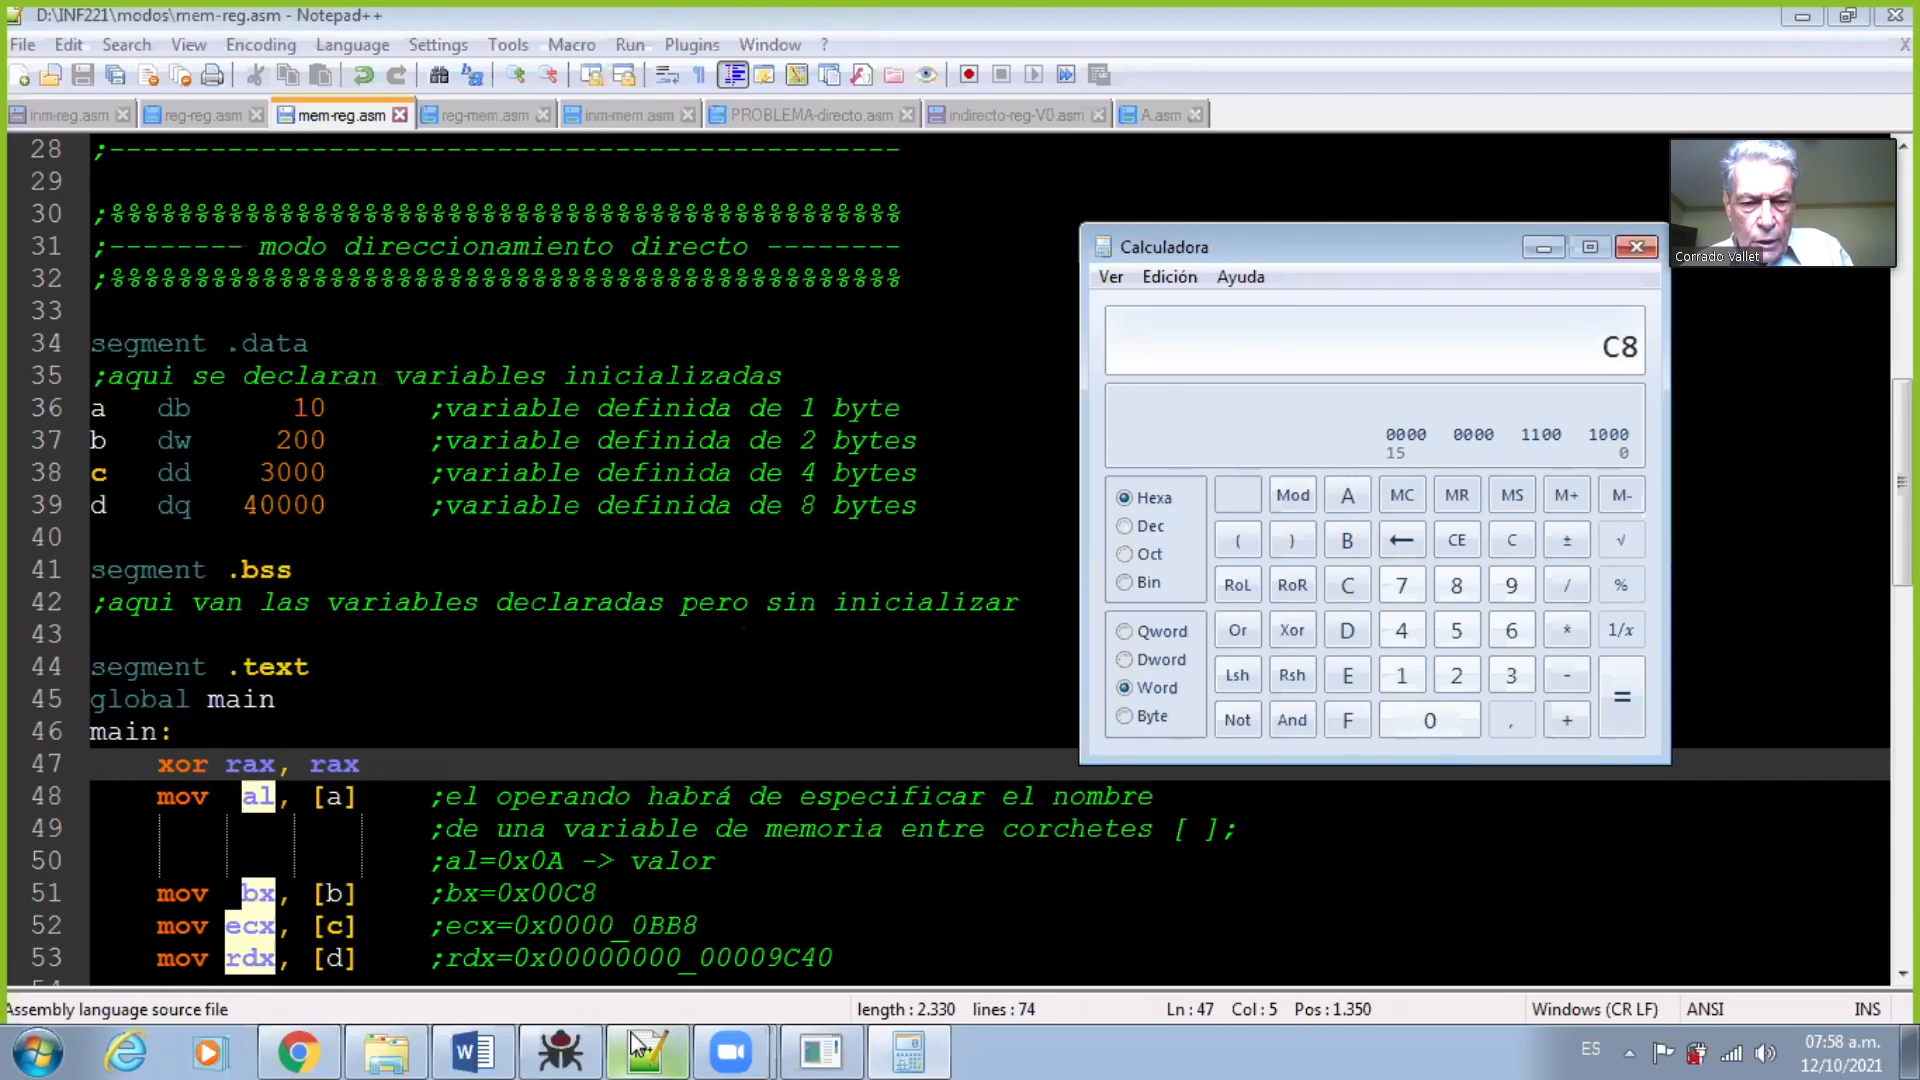 D:\INF221\modos\mem-reg.asm - Notepad++
File Edit Search View Encoding Language Settings Tools Macro Run Plugins Window ? X
inm-reg.asm reg-reg.asm mem-reg.asm reg-mem.asm inm-mem.asm PROBLEMA-directo.asm indirecto-reg-V0.asm A.asm
28 ;-----------------------------------------------
29
30 ;%%%%%%%%%%%%%%%%%%%%%%%%%%%%%%%%%%%%%%%%%%%%%%%
31 ;-------- modo direccionamiento directo --------
32 ;%%%%%%%%%%%%%%%%%%%%%%%%%%%%%%%%%%%%%%%%%%%%%%%
33
34 segment .data
35 ;aqui se declaran variables inicializadas
36 a db 10 ;variable definida de 1 byte
37 b dw 200 ;variable definida de 2 bytes
38 c dd 3000 ;variable definida de 4 bytes
39 d dq 40000 ;variable definida de 8 bytes
40
41 segment .bss
42 ;aqui van las variables declaradas pero sin inicializar
43
44 segment .text
45 global main
46 main:
47 xor rax, rax
48 mov al, [a] ;el operando habrá de especificar el nombre
49 ;de una variable de memoria entre corchetes [ ];
50 ;al=0x0A -> valor
51 mov bx, [b] ;bx=0x00C8
52 mov ecx, [c] ;ecx=0x0000_0BB8
53 mov rdx, [d] ;rdx=0x00000000_00009C40
Corrado Vallet
Calculadora
Ver Edición Ayuda
C8
0000 0000 1100 1000
15 0
Hexa
Dec
Oct
Bin
Qword
Dword
Word
Byte
Mod A MC MR MS M+ M-
( ) B ← CE C ± √
RoL RoR C 7 8 9 / %
Or Xor D 4 5 6 * 1/x
Lsh Rsh E 1 2 3 - =
Not And F 0 , +
Assembly language source file length : 2.330 lines : 74 Ln : 47 Col : 5 Pos : 1.350 Windows (CR LF) ANSI INS
ES
07:58 a.m.
12/10/2021